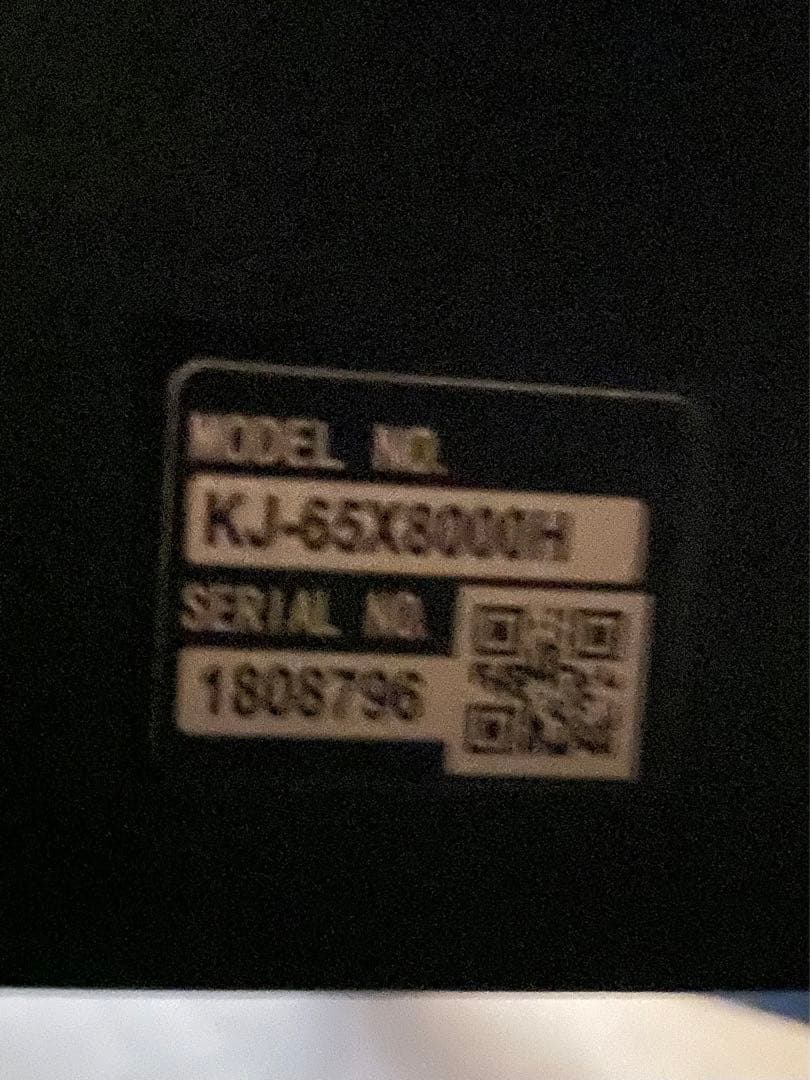 MODEL NO.
KJ-65X8000H
SERIAL NO.
1808796